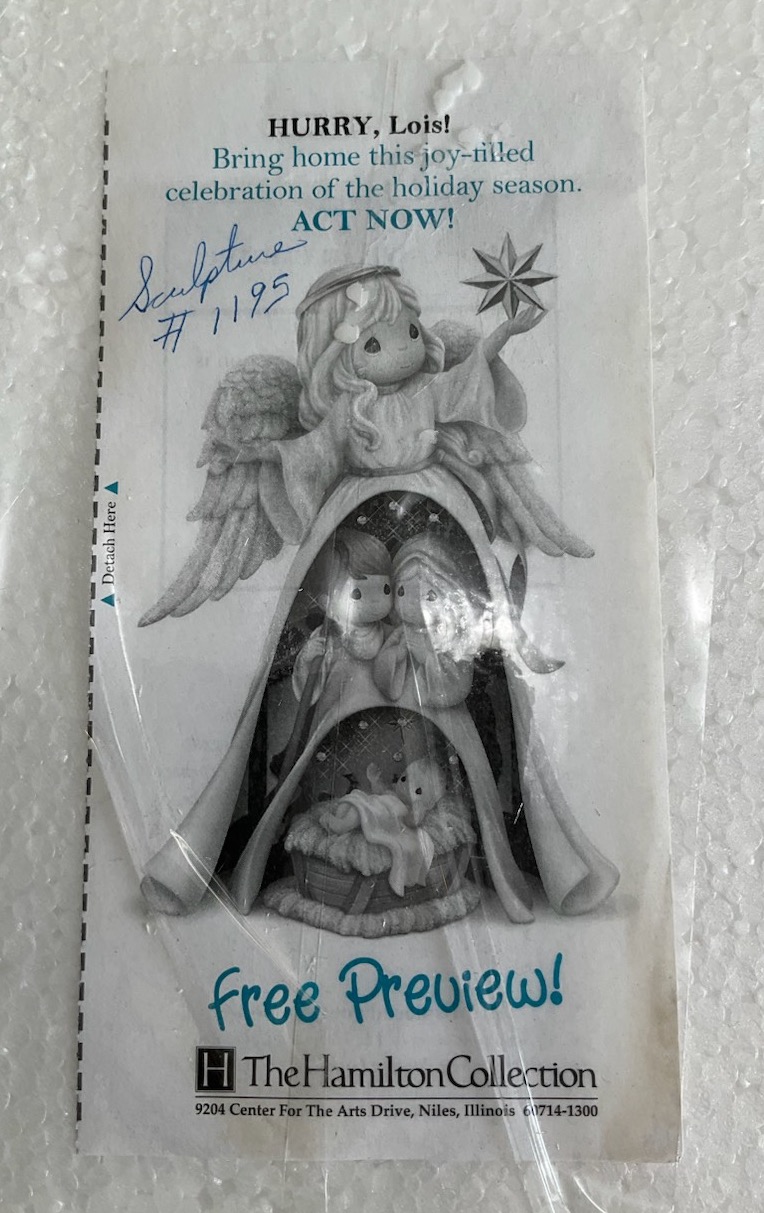 HURRY, Lois!
Bring home this joy-filled
celebration of the holiday season.
ACT NOW!
Sculpture
# 1195
Detach Here
Free Preview!
H The Hamilton Collection
9204 Center For The Arts Drive, Niles, Illinois 60714-1300